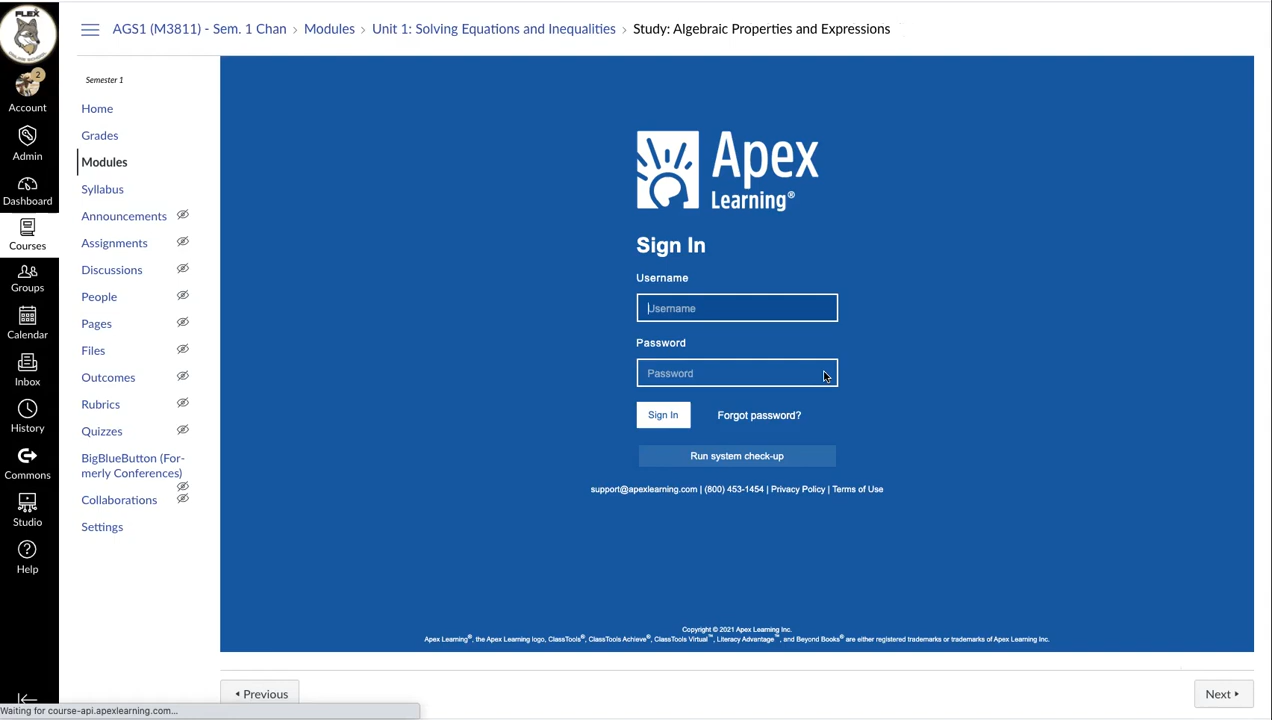 FLEX
AGS1 (M3811) - Sem. 1 Chan › Modules › Unit 1: Solving Equations and Inequalities › Study: Algebraic Properties and Expressions
2
Account
Admin
Dashboard
Courses
Groups
Calendar
Inbox
History
Commons
Studio
Help
Semester 1
Home
Grades
Modules
Syllabus
Announcements
Assignments
Discussions
People
Pages
Files
Outcomes
Rubrics
Quizzes
BigBlueButton (For-
merly Conferences)
Collaborations
Settings
Apex
Learning®
Sign In
Username
Username
Password
Password
Sign In Forgot password?
Run system check-up
support@apexlearning.com | (800) 453-1454 | Privacy Policy | Terms of Use
Copyright © 2021 Apex Learning Inc.
Apex Learning®, the Apex Learning logo, ClassTools®, ClassTools Achieve®, ClassTools Virtual™, Literacy Advantage™, and Beyond Books® are either registered trademarks or trademarks of Apex Learning Inc.
Previous Next
Waiting for course-api.apexlearning.com...